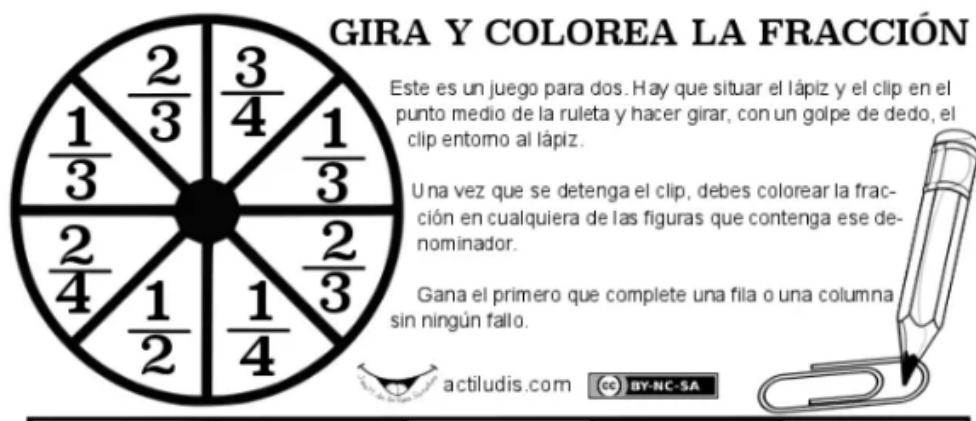 GIRA Y COLOREA LA FRACCIÓN
Este es un juego para dos. Hay que situar el lápiz y el clip en el
punto medio de la ruleta y hacer girar, con un golpe de dedo, el
clip entorno al lápiz.
Una vez que se detenga el clip, debes colorear la frac-
ción en cualquiera de las figuras que contenga ese de-
nominador.
Gana el primero que complete una fila o una columna
sin ningún fallo.
actiludis.com
cc BY-NC-SA
2/3
3/4
1/3
2/3
1/4
1/2
2/4
1/3